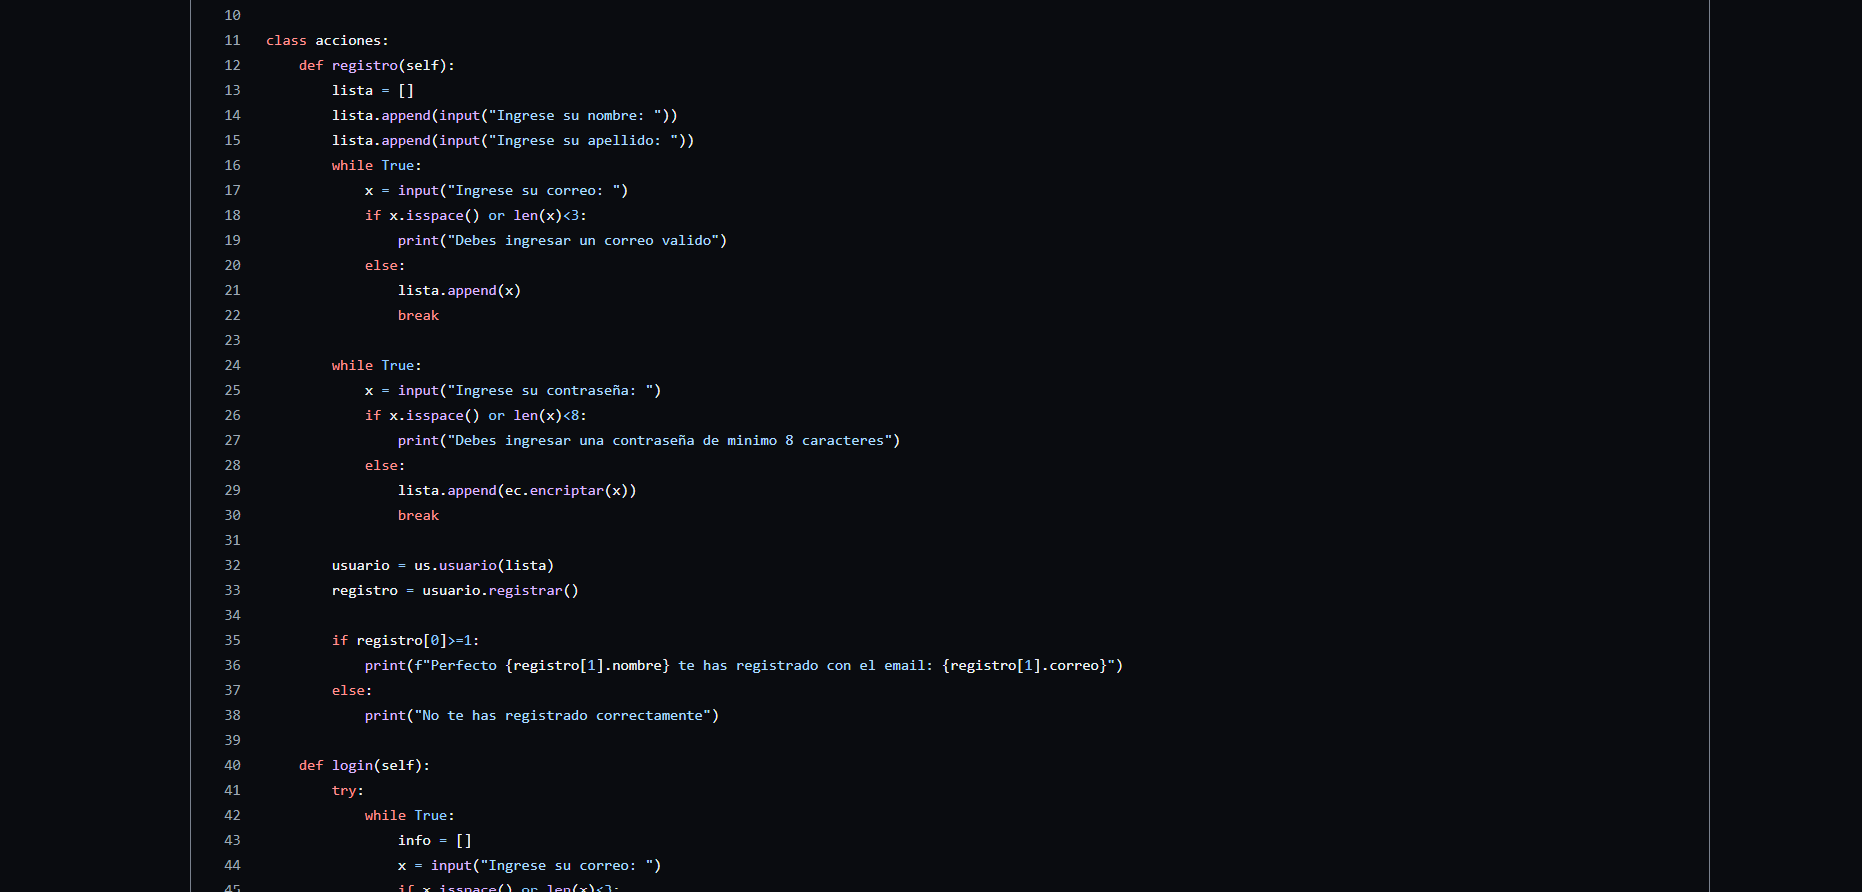 10
11 class acciones:
12     def registro(self):
13         lista = []
14         lista.append(input("Ingrese su nombre: "))
15         lista.append(input("Ingrese su apellido: "))
16         while True:
17             x = input("Ingrese su correo: ")
18             if x.isspace() or len(x)<3:
19                 print("Debes ingresar un correo valido")
20             else:
21                 lista.append(x)
22                 break
23
24         while True:
25             x = input("Ingrese su contraseña: ")
26             if x.isspace() or len(x)<8:
27                 print("Debes ingresar una contraseña de minimo 8 caracteres")
28             else:
29                 lista.append(ec.encriptar(x))
30                 break
31
32         usuario = us.usuario(lista)
33         registro = usuario.registrar()
34
35         if registro[0]>=1:
36             print(f"Perfecto {registro[1].nombre} te has registrado con el email: {registro[1].correo}")
37         else:
38             print("No te has registrado correctamente")
39
40     def login(self):
41         try:
42             while True:
43                 info = []
44                 x = input("Ingrese su correo: ")
45                 if x.isspace() or len(x)<3: